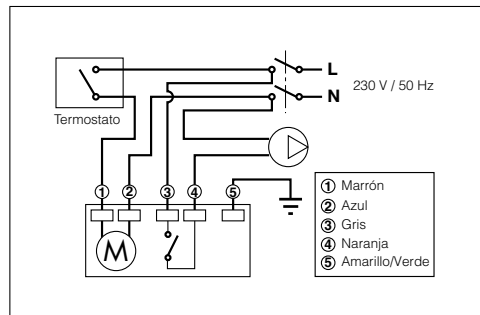 L
N
230 V / 50 Hz
Termostato
1 2 3 4 5
M
1 Marrón
2 Azul
3 Gris
4 Naranja
5 Amarillo/Verde